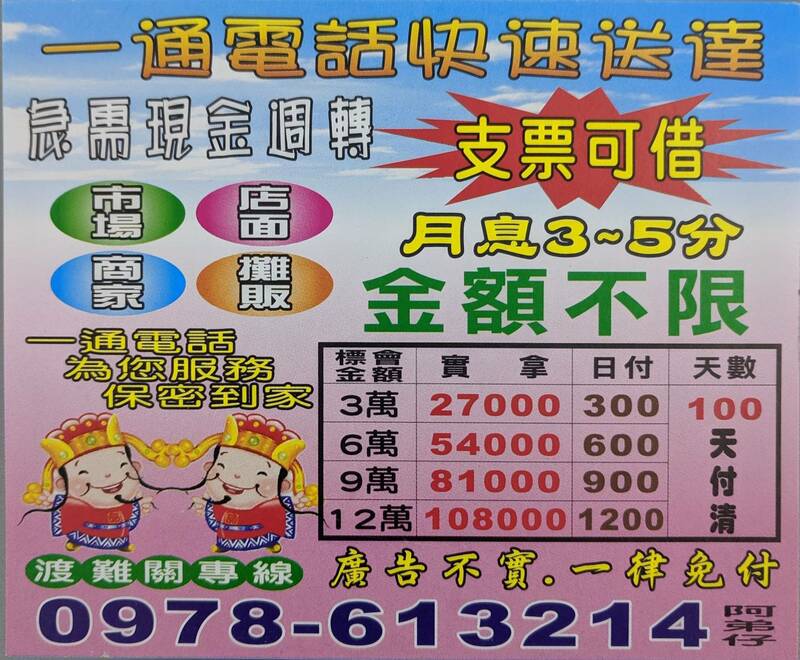 一通電話快速送達
急需現金週轉
支票可借
市場
店面
商家
攤販
月息3~5分
金額不限
一通電話
為您服務
保密到家
標會金額 實拿 日付 天數
3萬 27000 300 100天付清
6萬 54000 600
9萬 81000 900
12萬 108000 1200
渡難關專線
廣告不實.一律免付
0978-613214 阿弟仔